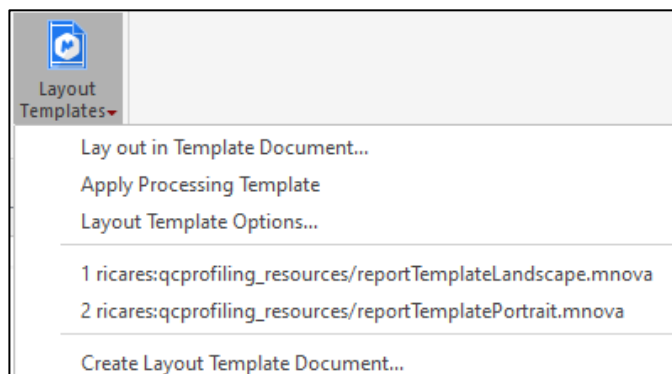 Layout
Templates
Lay out in Template Document...
Apply Processing Template
Layout Template Options...
1 ricares:qcprofiling_resources/reportTemplateLandscape.mnova
2 ricares:qcprofiling_resources/reportTemplatePortrait.mnova
Create Layout Template Document...